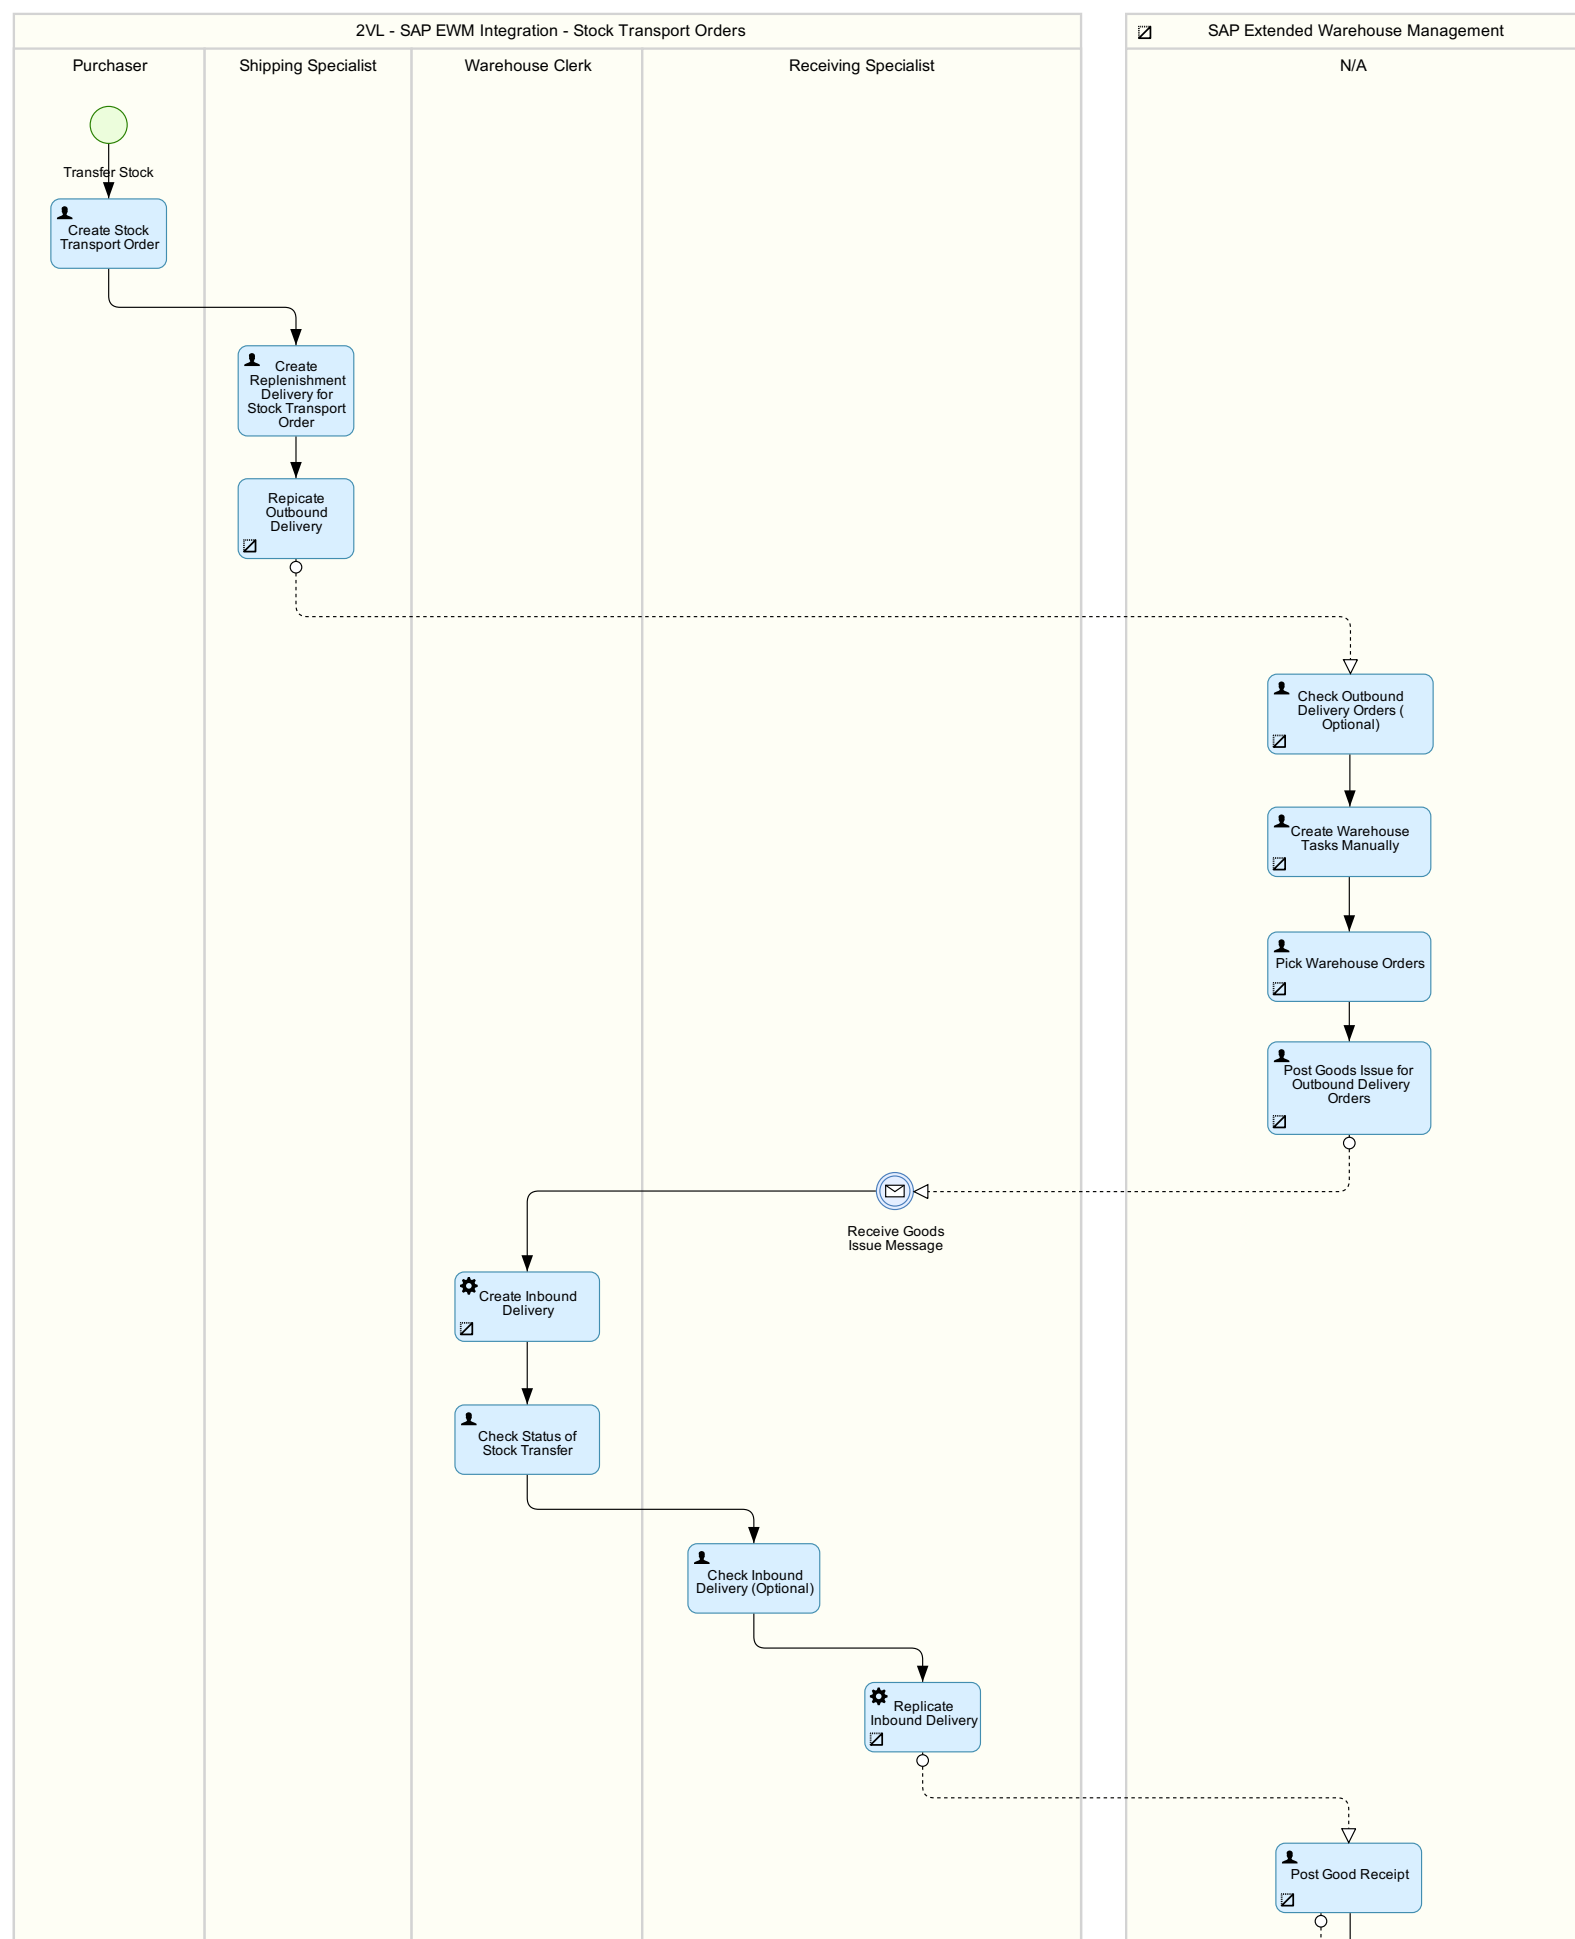 2VL - SAP EWM Integration - Stock Transport Orders
SAP Extended Warehouse Management
Purchaser
Shipping Specialist
Warehouse Clerk
Receiving Specialist
N/A
Transfer Stock
Create Stock
Transport Order
Create
Replenishment
Delivery for
Stock Transport
Order
Repicate
Outbound
Delivery
Check Outbound
Delivery Orders (
Optional)
Create Warehouse
Tasks Manually
Pick Warehouse Orders
Post Goods Issue for
Outbound Delivery
Orders
Receive Goods
Issue Message
Create Inbound
Delivery
Check Status of
Stock Transfer
Check Inbound
Delivery (Optional)
Replicate
Inbound Delivery
Post Good Receipt